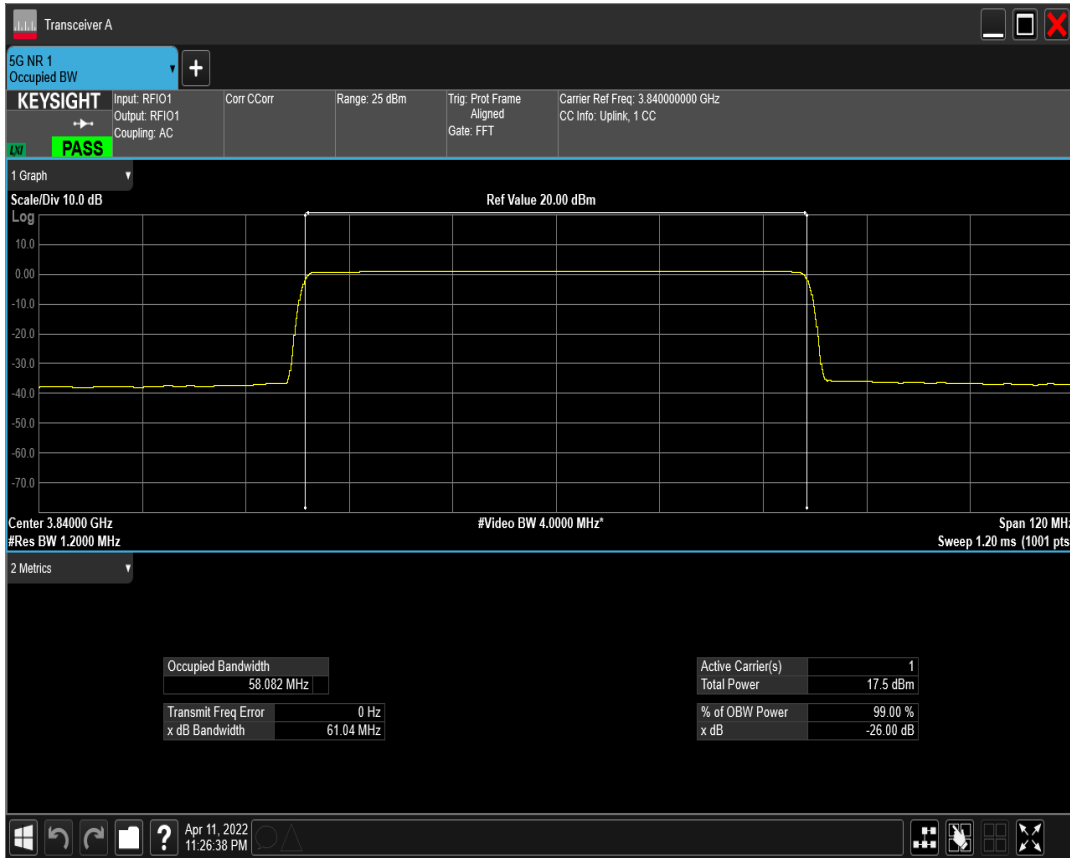 Transceiver A
5G NR 1
Occupied BW
KEYSIGHT
LXI
PASS
Input: RFIO1
Output: RFIO1
Coupling: AC
Corr CCorr
Range: 25 dBm
Trig: Prot Frame
Aligned
Gate: FFT
Carrier Ref Freq: 3.840000000 GHz
CC Info: Uplink, 1 CC
1 Graph
Scale/Div 10.0 dB
Ref Value 20.00 dBm
Log
10.0
0.00
-10.0
-20.0
-30.0
-40.0
-50.0
-60.0
-70.0
Center 3.84000 GHz
#Video BW 4.0000 MHz*
Span 120 MHz
#Res BW 1.2000 MHz
Sweep 1.20 ms (1001 pts
2 Metrics
Occupied Bandwidth
58.082 MHz
Transmit Freq Error 0 Hz
x dB Bandwidth 61.04 MHz
Active Carrier(s) 1
Total Power 17.5 dBm
% of OBW Power 99.00 %
x dB -26.00 dB
?
Apr 11, 2022
11:26:38 PM